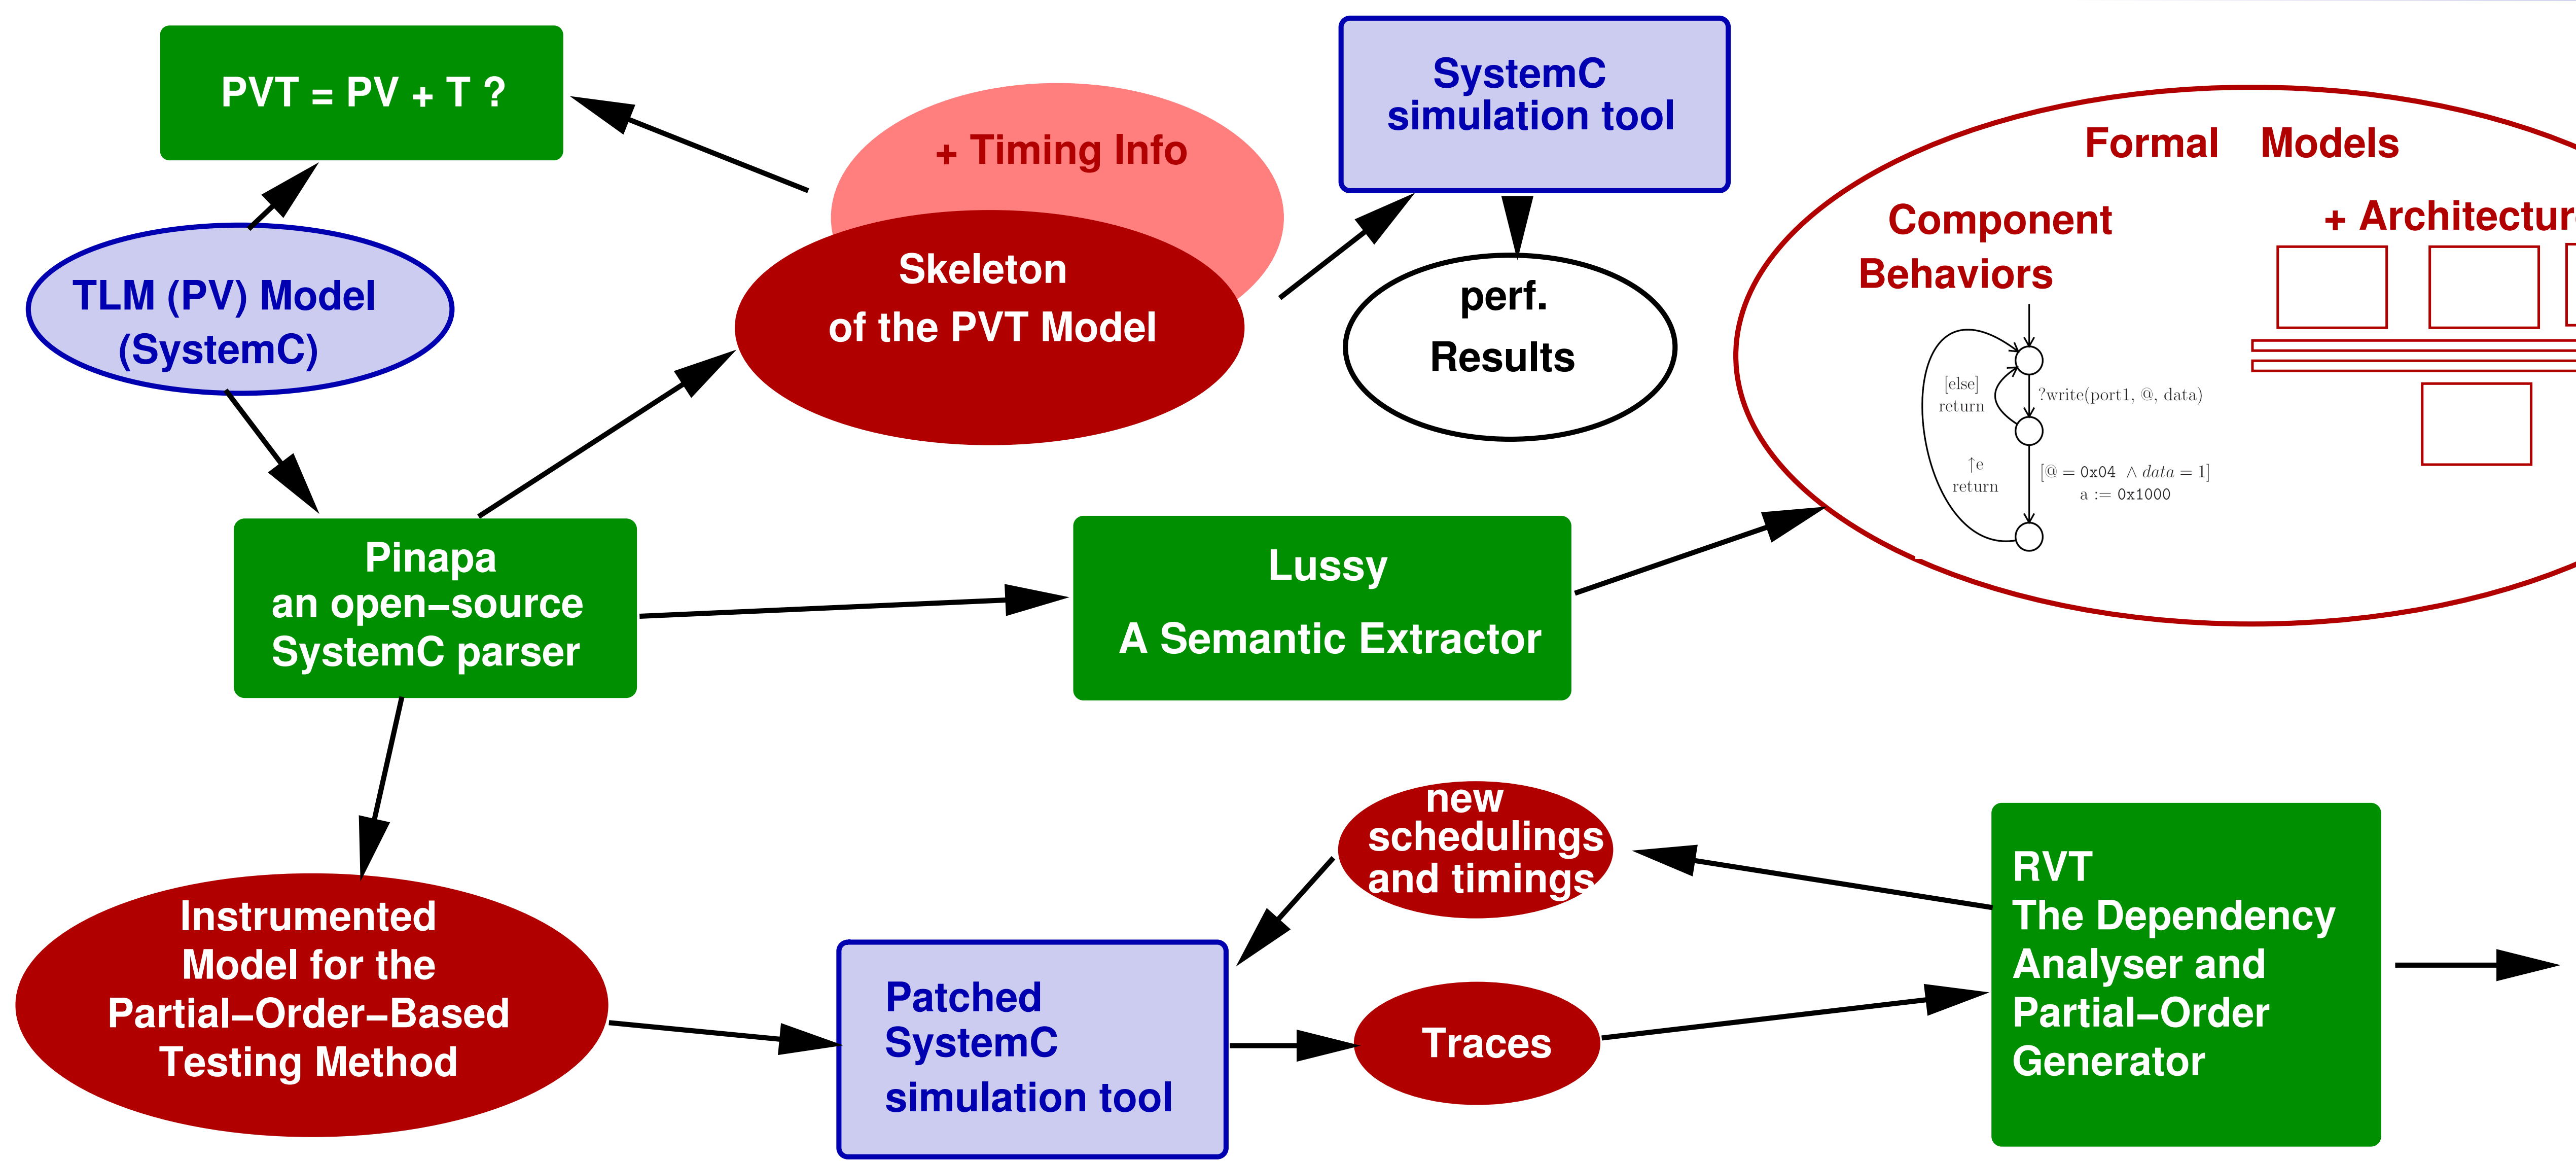 PVT = PV + T ?
+ Timing Info
SystemC
simulation tool
Formal Models
Component
Behaviors
TLM (PV) Model
(SystemC)
Skeleton
of the PVT Model
perf.
Results
[else]
return
?write(port1, @, data)
↑e
return
[@ = 0x04 ∧ data = 1]
a := 0x1000
Pinapa
an open–source
SystemC parser
Lussy
A Semantic Extractor
new
schedulings
and timings
Instrumented
Model for the
Partial–Order–Based
Testing Method
Patched
SystemC
simulation tool
Traces
RVT
The Dependency
Analyser and
Partial–Order
Generator